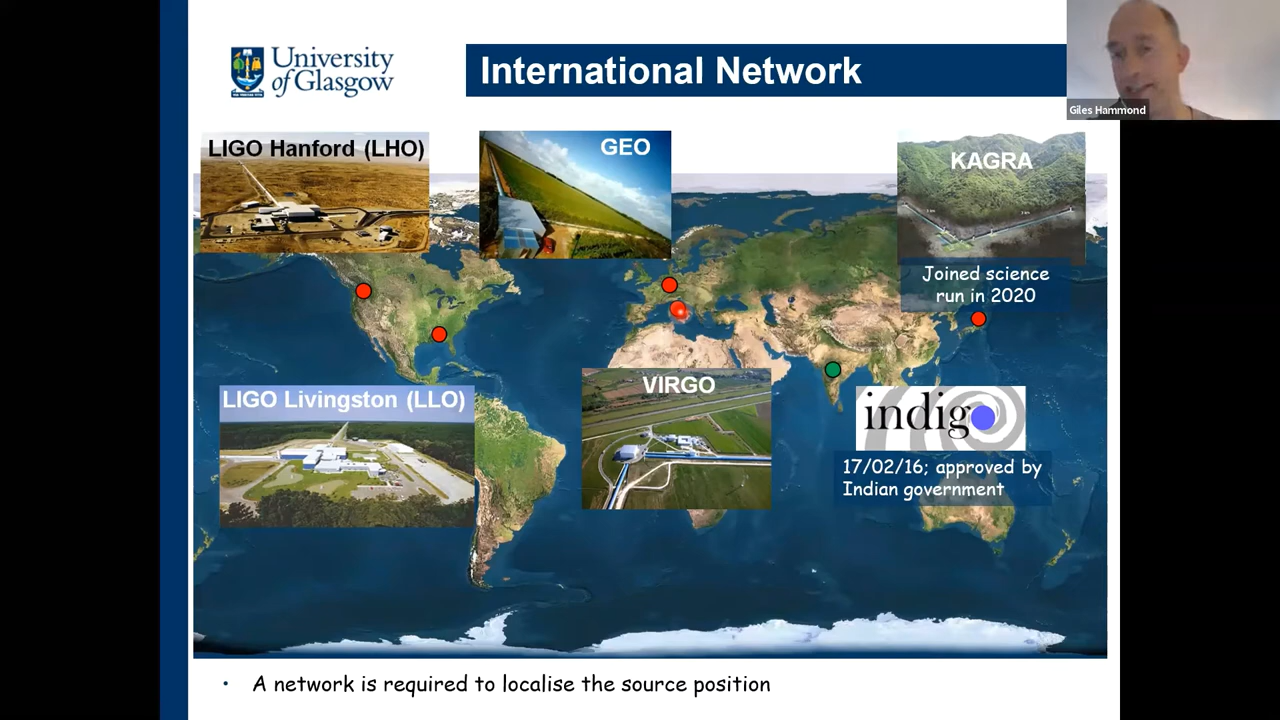 University
of Glasgow
International Network
Giles Hammond
LIGO Hanford (LHO)
GEO
KAGRA
Joined science
run in 2020
LIGO Livingston (LLO)
VIRGO
indigo
17/02/16; approved by
Indian government
• A network is required to localise the source position